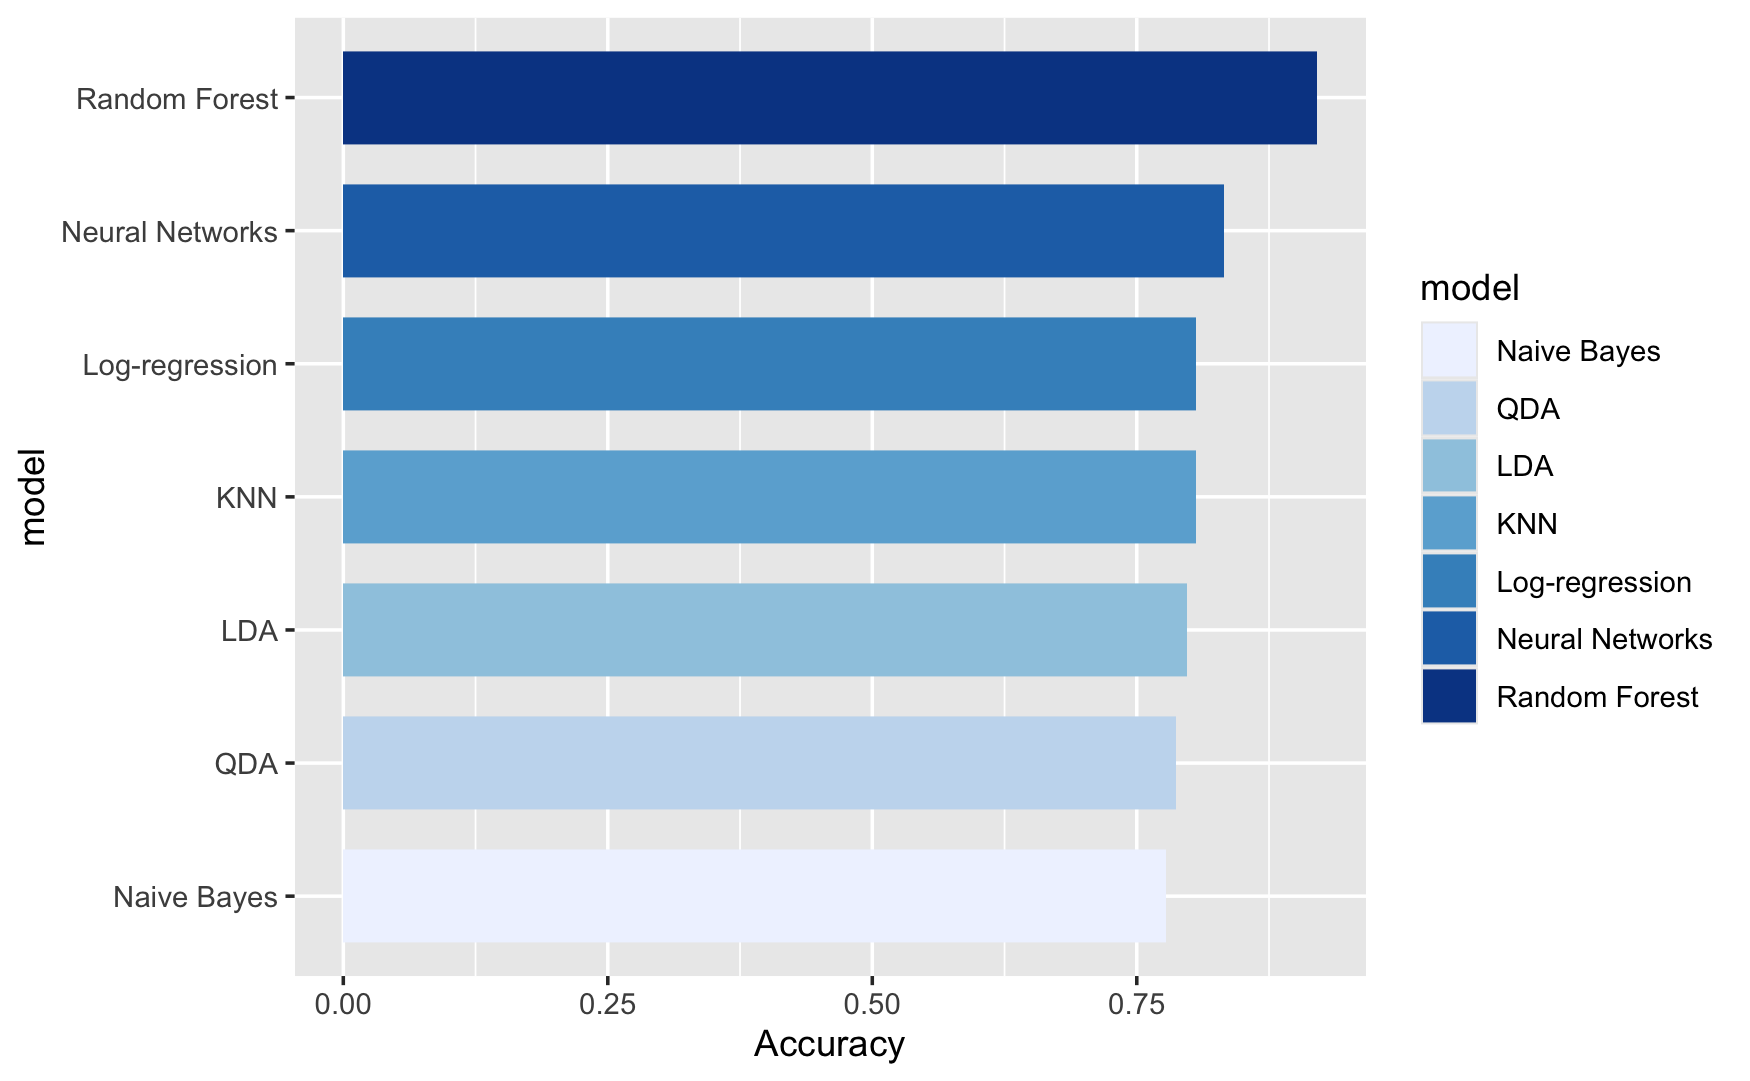 Random Forest
Neural Networks
Log-regression
KNN
LDA
QDA
Naive Bayes
model
0.00 0.25 0.50 0.75
Accuracy
model
Naive Bayes
QDA
LDA
KNN
Log-regression
Neural Networks
Random Forest